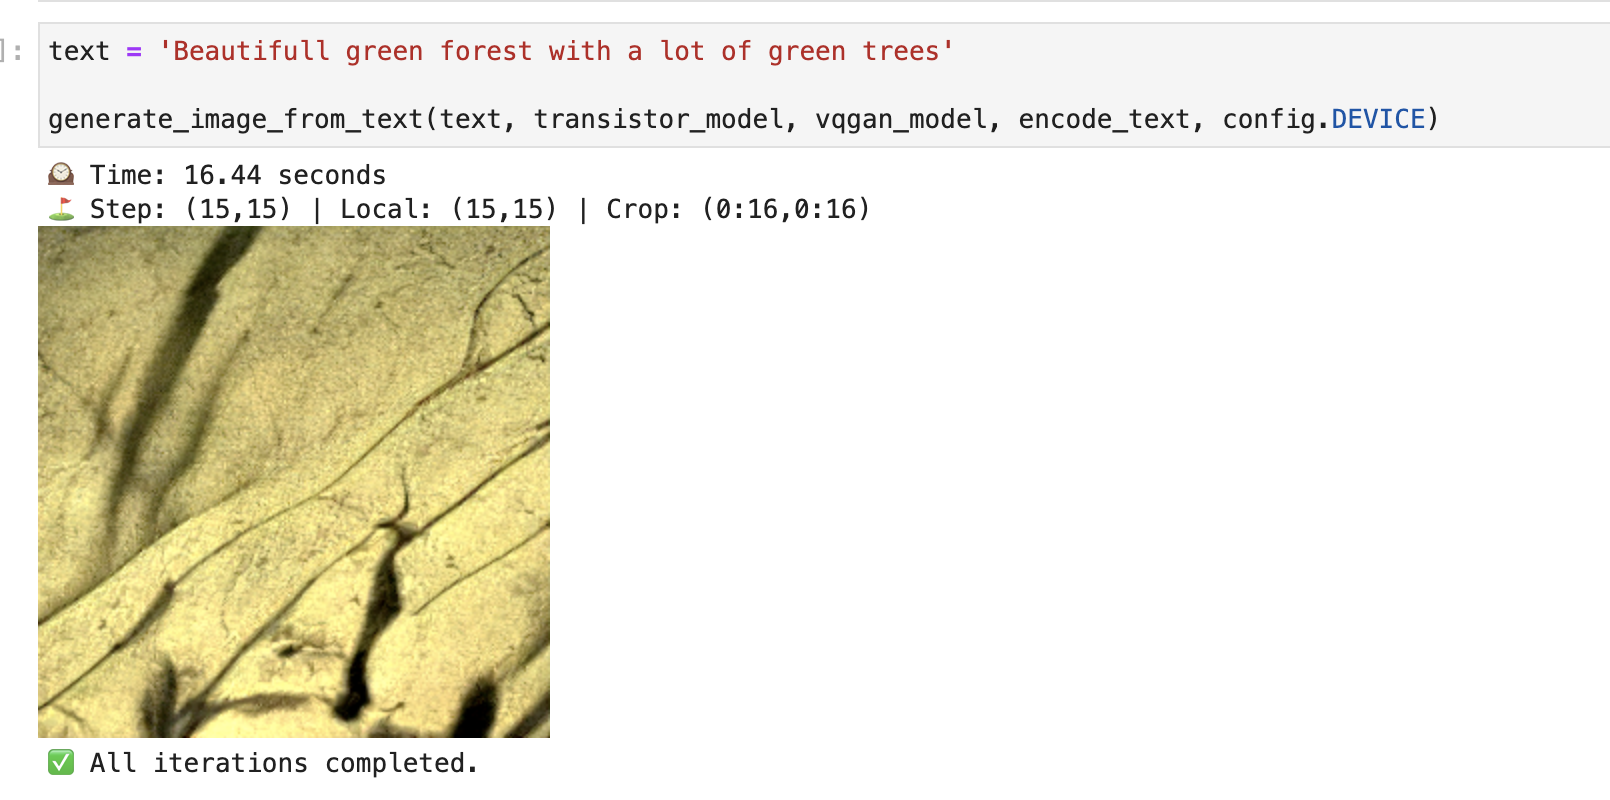 ]:
text = 'Beautifull green forest with a lot of green trees'
generate_image_from_text(text, transistor_model, vqgan_model, encode_text, config.DEVICE)
🕰️ Time: 16.44 seconds
⛳ Step: (15,15) | Local: (15,15) | Crop: (0:16,0:16)
✅ All iterations completed.